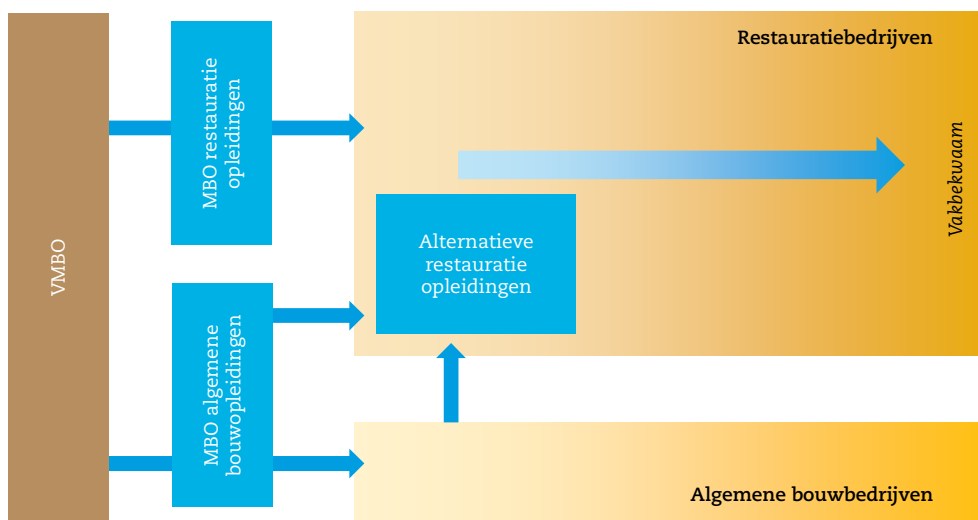 VMBO
MBO restauratie
opleidingen
MBO algemene
bouwopleidingen
Restauratiebedrijven
Alternatieve
restauratie
opleidingen
Vakbekwaam
Algemene bouwbedrijven